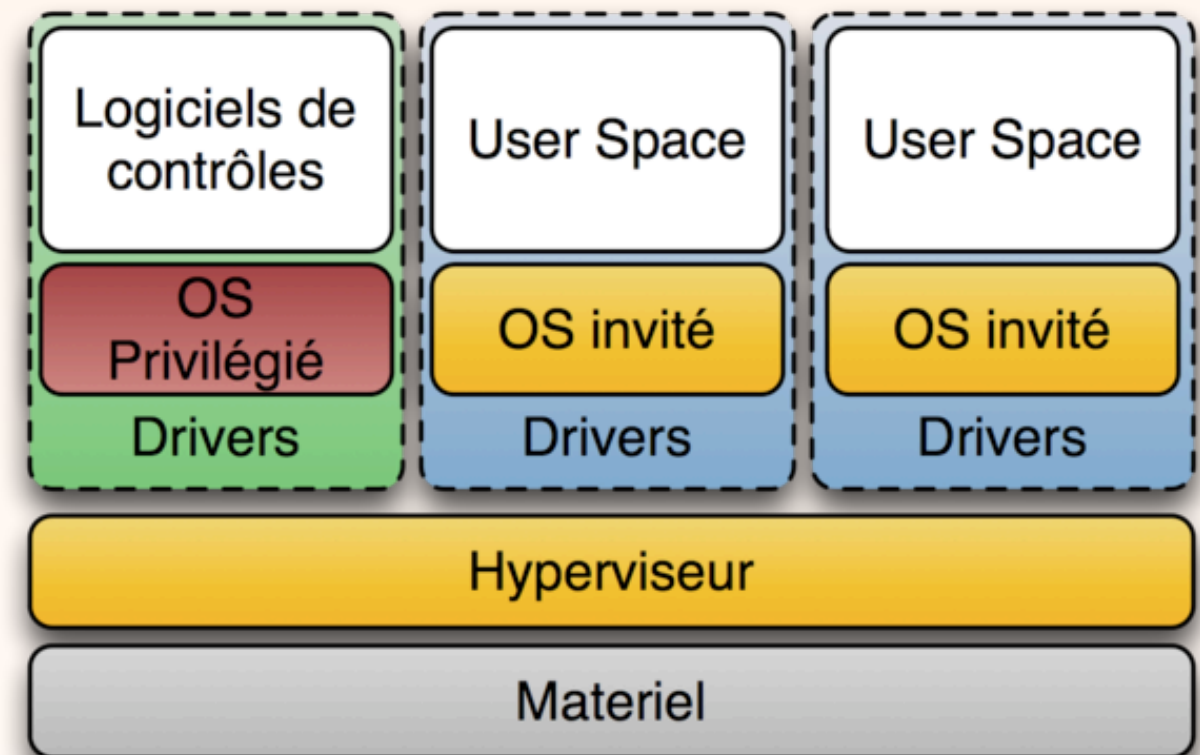 Logiciels de
contrôles
User Space
User Space
OS
Privilégié
OS invité
OS invité
Drivers
Drivers
Drivers
Hyperviseur
Materiel